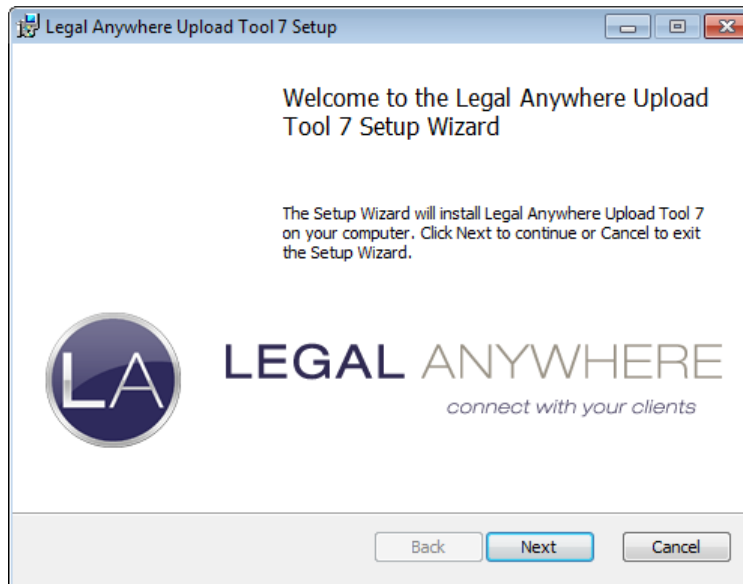 Legal Anywhere Upload Tool 7 Setup
Welcome to the Legal Anywhere Upload
Tool 7 Setup Wizard
The Setup Wizard will install Legal Anywhere Upload Tool 7
on your computer. Click Next to continue or Cancel to exit
the Setup Wizard.
LA
LEGAL ANYWHERE
connect with your clients
Back Next Cancel